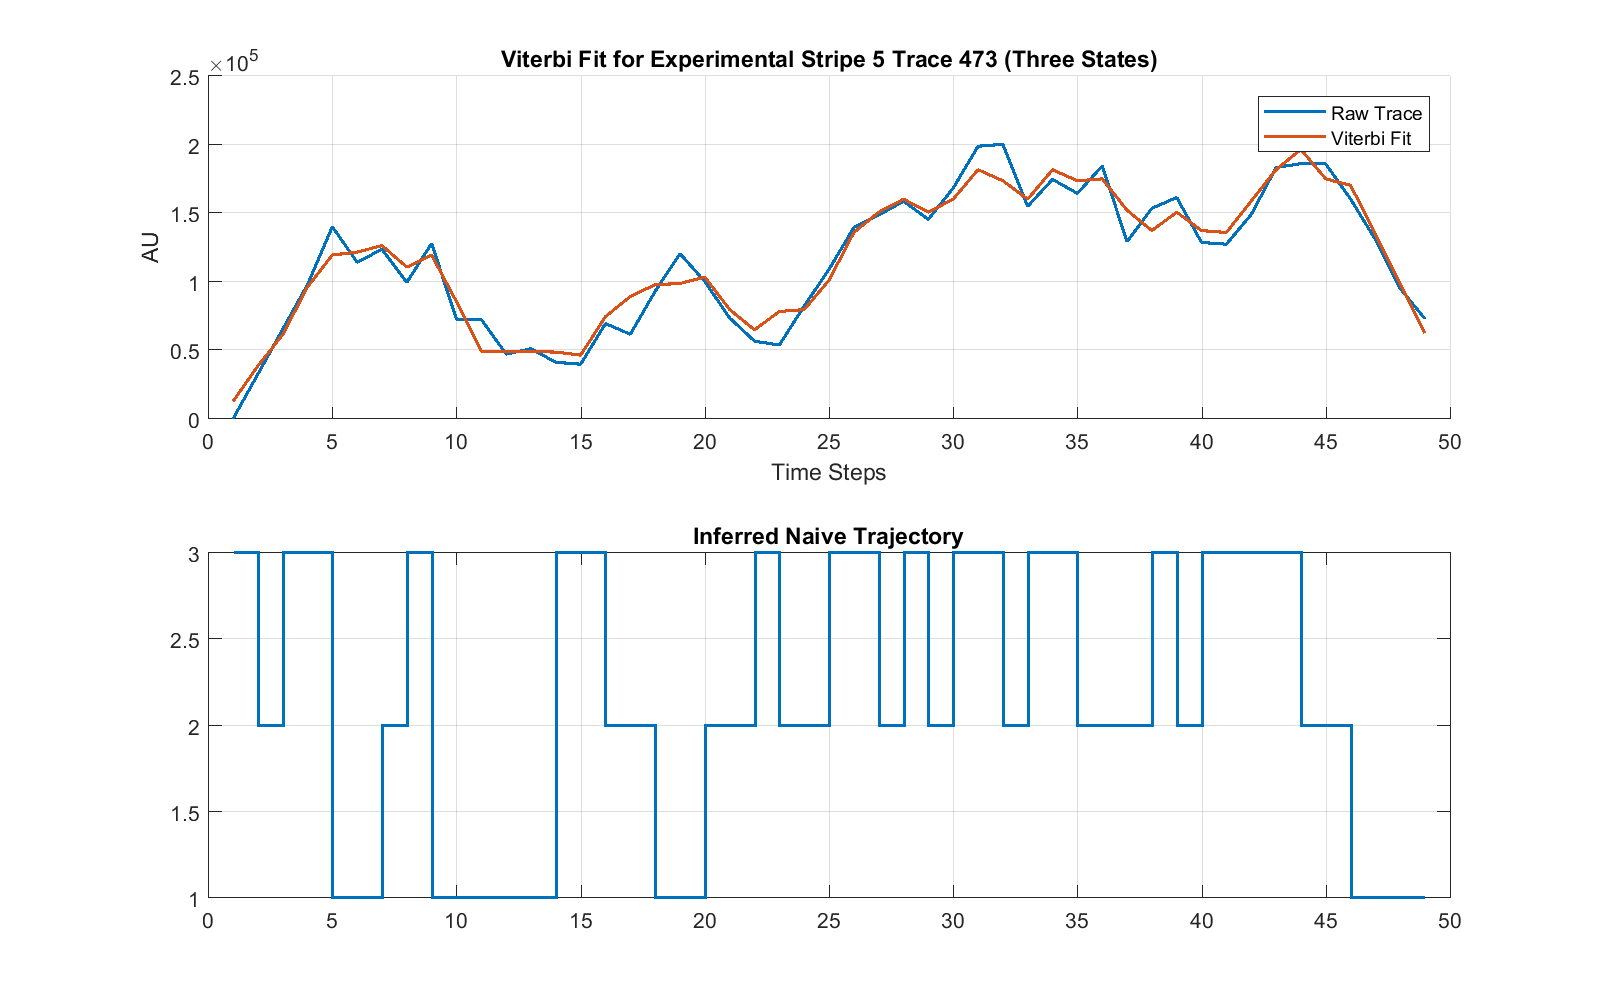 Viterbi Fit for Experimental Stripe 5 Trace 473 (Three States)
×10⁵
2.5
2
1.5
1
0.5
0
AU
Raw Trace
Viterbi Fit
0 5 10 15 20 25 30 35 40 45 50
Time Steps
Inferred Naive Trajectory
3
2.5
2
1.5
1
0 5 10 15 20 25 30 35 40 45 50